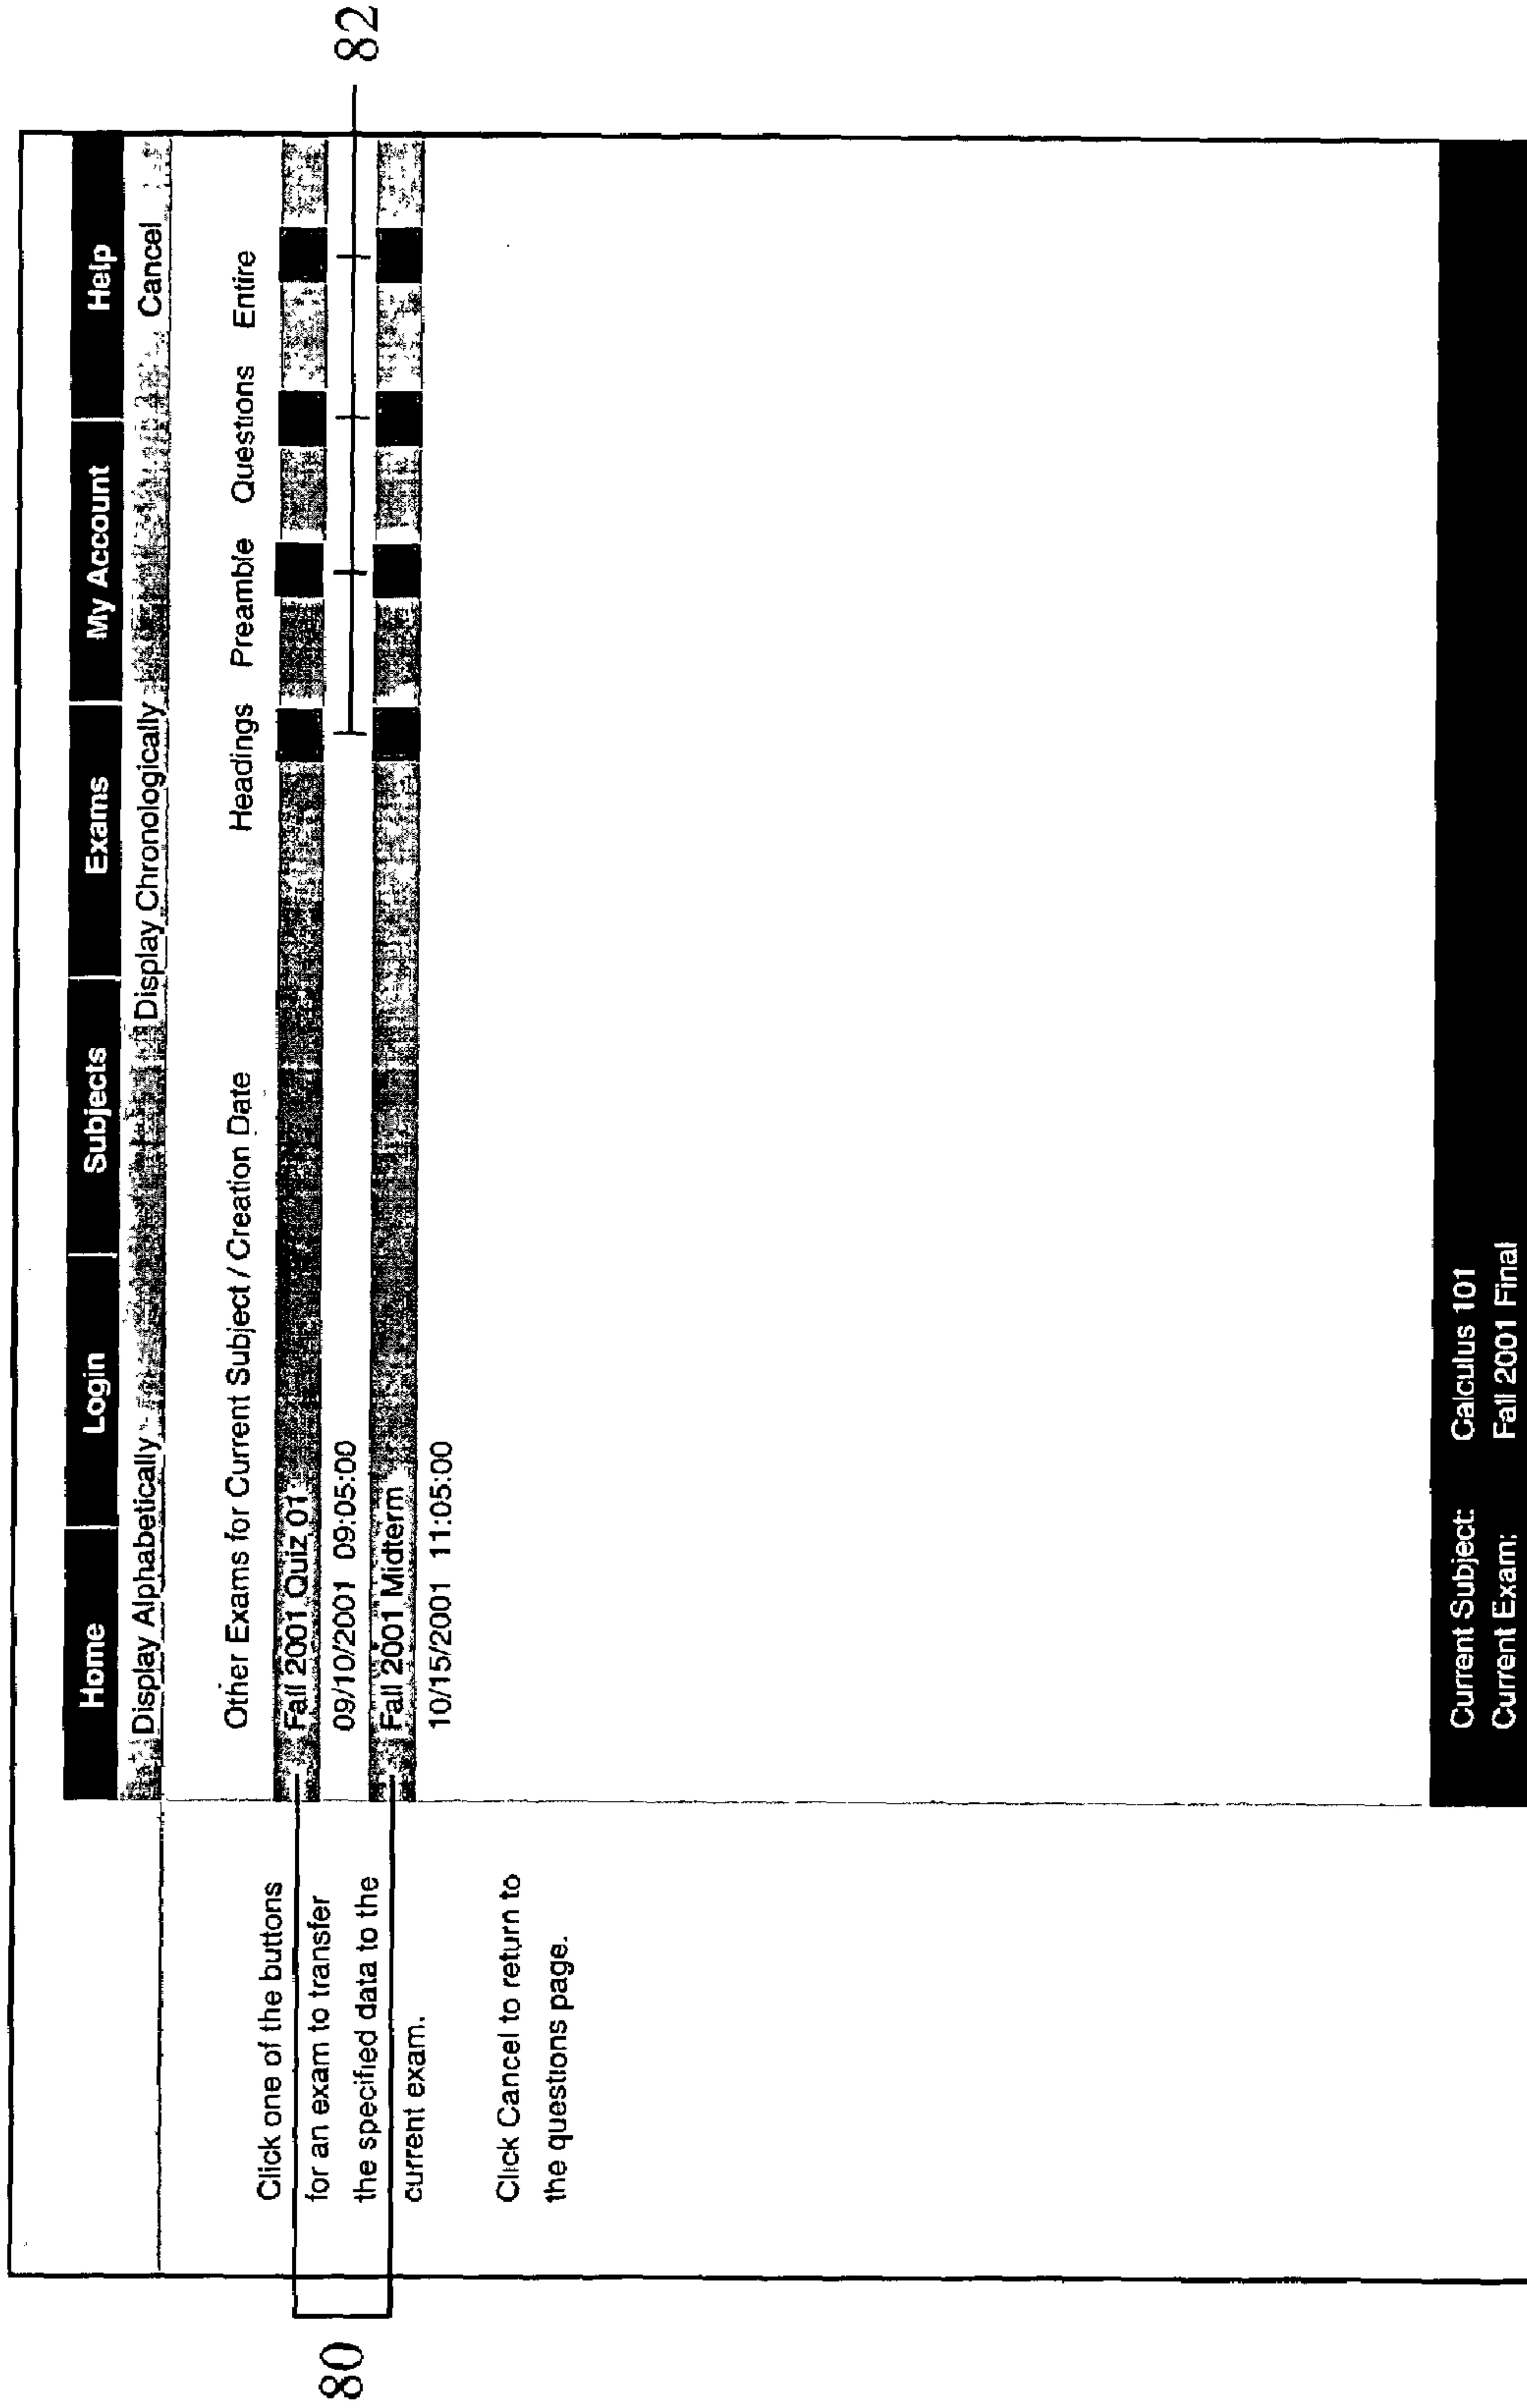 Home Login Subjects Exams My Account Help
Display Alphabetically Display Chronologically Cancel
Other Exams for Current Subject / Creation Date Headings Preamble Questions Entire
Fall 2001 Quiz 01
09/10/2001 09:05:00
Fall 2001 Midterm
10/15/2001 11:05:00
Click one of the buttons
for an exam to transfer
the specified data to the
current exam.
Click Cancel to return to
the questions page.
80
82
Current Subject: Calculus 101
Current Exam: Fall 2001 Final